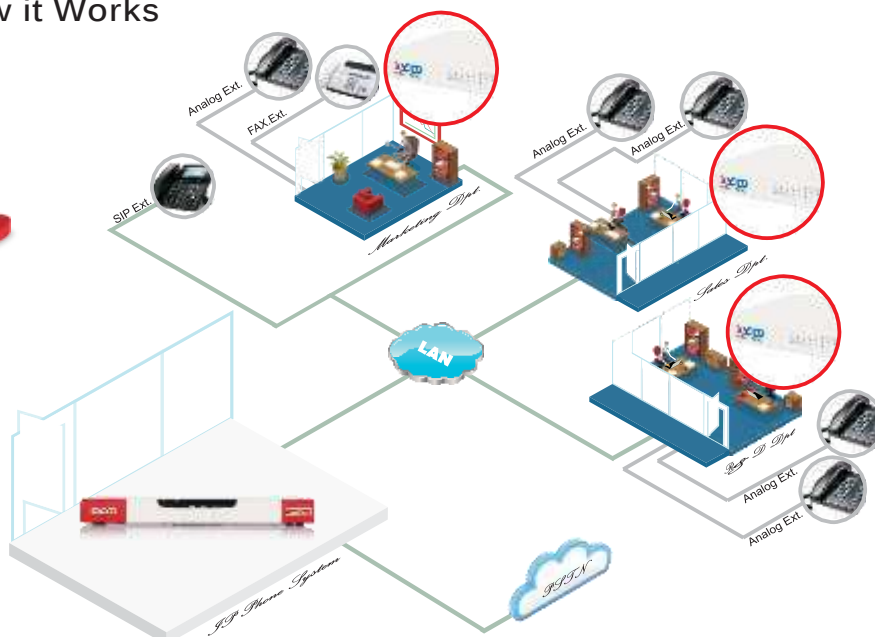 w it Works
Analog Ext.
FAX.Ext.
SIP Ext.
Marketing Dpt.
Analog Ext.
Analog Ext.
Sales Dpt.
LAN
R&D Dpt
Analog Ext.
Analog Ext.
IP Phone System
PSTN